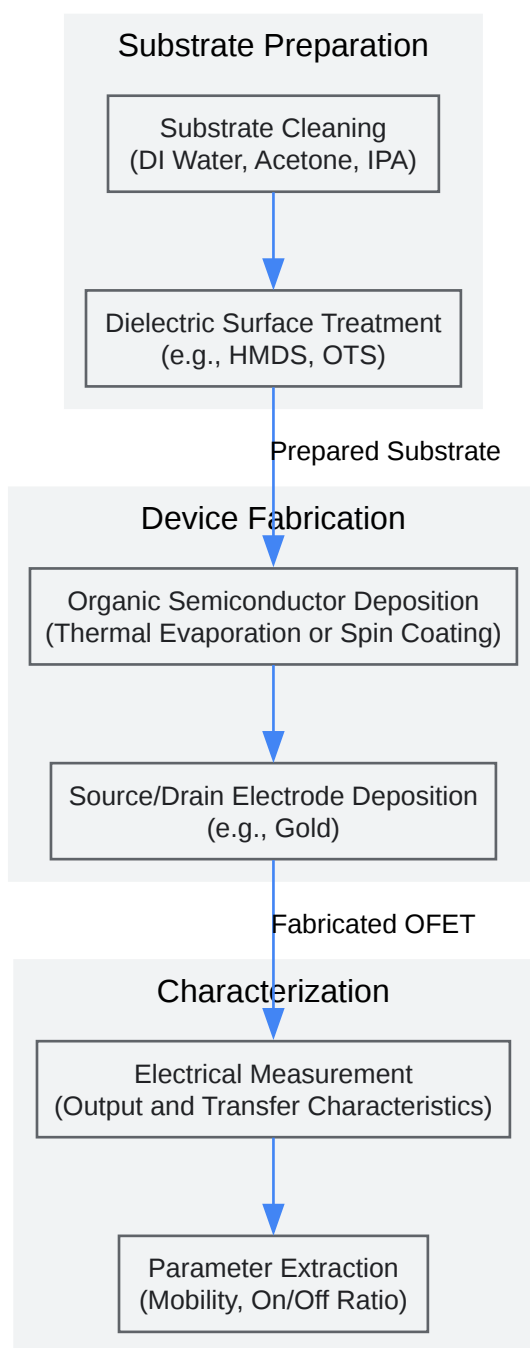 Substrate Preparation
Substrate Cleaning
(DI Water, Acetone, IPA)
Dielectric Surface Treatment
(e.g., HMDS, OTS)
Prepared Substrate
Device Fabrication
Organic Semiconductor Deposition
(Thermal Evaporation or Spin Coating)
Source/Drain Electrode Deposition
(e.g., Gold)
Fabricated OFET
Characterization
Electrical Measurement
(Output and Transfer Characteristics)
Parameter Extraction
(Mobility, On/Off Ratio)